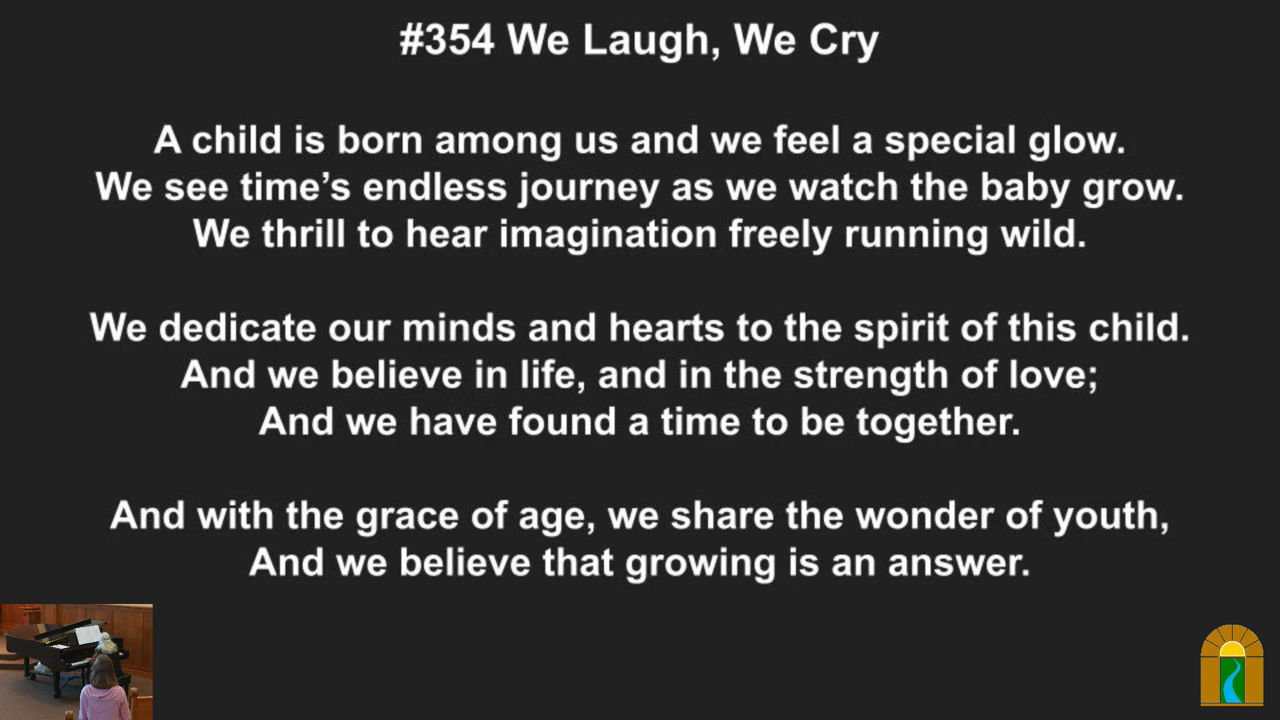 #354 We Laugh, We Cry
A child is born among us and we feel a special glow.
We see time’s endless journey as we watch the baby grow.
We thrill to hear imagination freely running wild.
We dedicate our minds and hearts to the spirit of this child.
And we believe in life, and in the strength of love;
And we have found a time to be together.
And with the grace of age, we share the wonder of youth,
And we believe that growing is an answer.